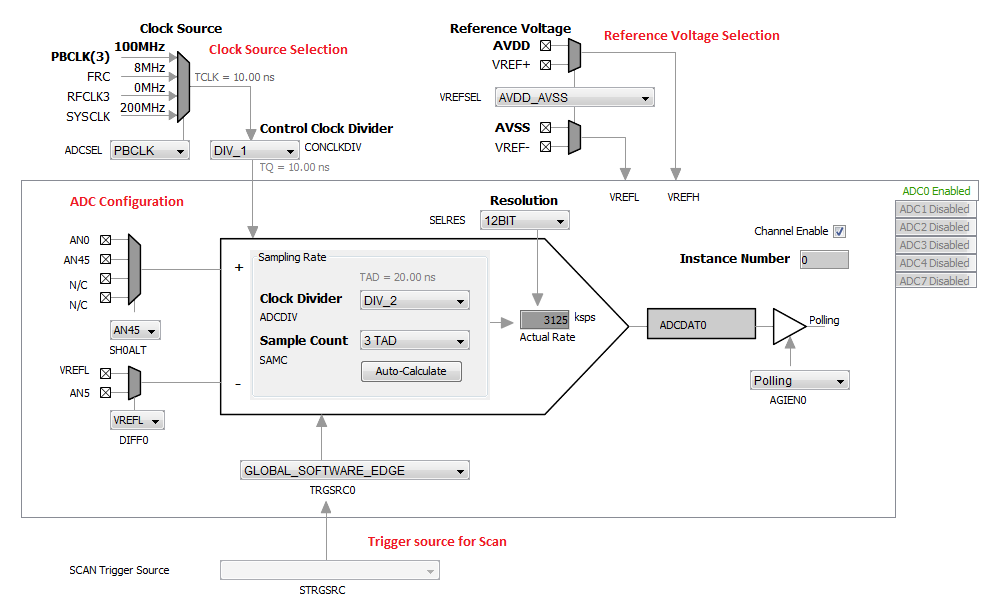 Clock Source
Clock Source Selection
PBCLK(3)
100MHz
FRC
8MHz
RFCLK3
0MHz
SYSCLK
200MHz
TCLK = 10.00 ns
ADCSEL
PBCLK
Control Clock Divider
DIV_1
CONCLKDIV
TQ = 10.00 ns
Reference Voltage
Reference Voltage Selection
AVDD
VREF+
VREFSEL
AVDD_AVSS
AVSS
VREF-
VREFL
VREFH
ADC Configuration
ADC0 Enabled
ADC1 Disabled
ADC2 Disabled
ADC3 Disabled
ADC4 Disabled
ADC7 Disabled
Resolution
SELRES
12BIT
Channel Enable
Instance Number
0
AN0
AN45
N/C
N/C
AN45
SH0ALT
VREFL
AN5
VREFL
DIFF0
+
-
Sampling Rate
TAD = 20.00 ns
Clock Divider
DIV_2
ADCDIV
Sample Count
3 TAD
SAMC
Auto-Calculate
3125
ksps
Actual Rate
ADCDAT0
Polling
Polling
AGIEN0
GLOBAL_SOFTWARE_EDGE
TRGSRC0
Trigger source for Scan
SCAN Trigger Source
STRGSRC